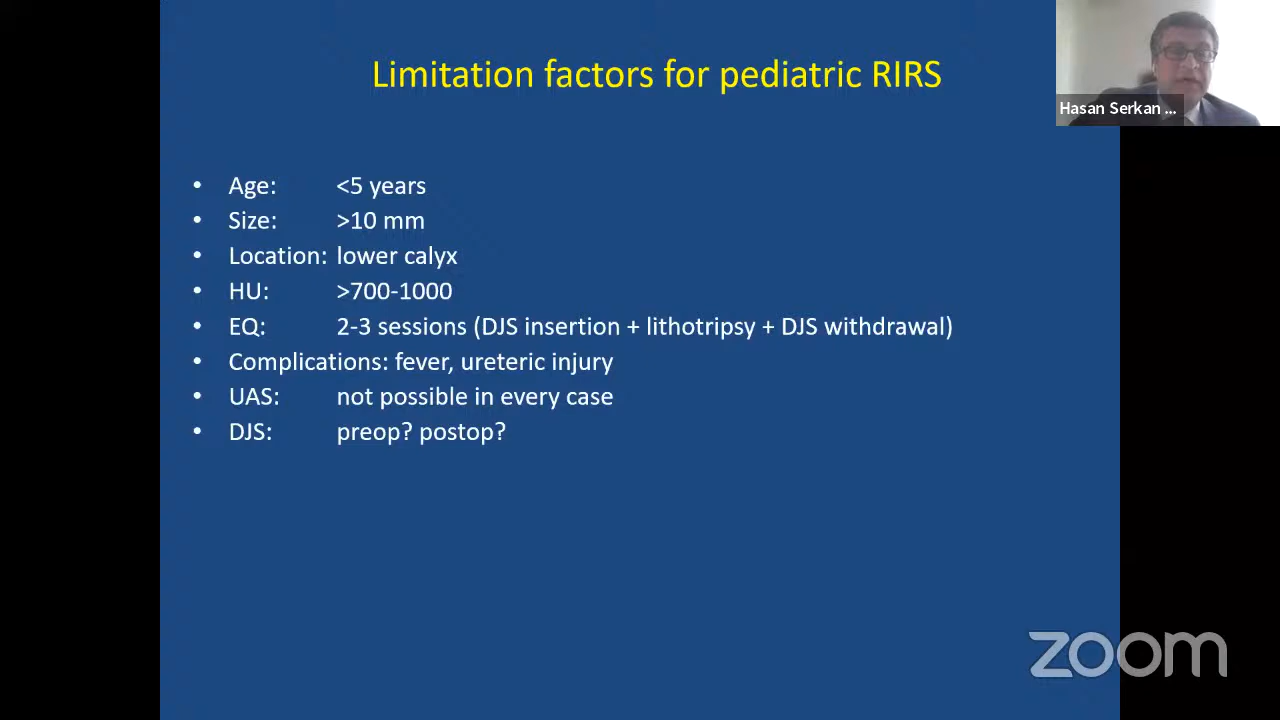 Limitation factors for pediatric RIRS
Hasan Serkan ...
• Age: <5 years
• Size: >10 mm
• Location: lower calyx
• HU: >700-1000
• EQ: 2-3 sessions (DJS insertion + lithotripsy + DJS withdrawal)
• Complications: fever, ureteric injury
• UAS: not possible in every case
• DJS: preop? postop?
zoom